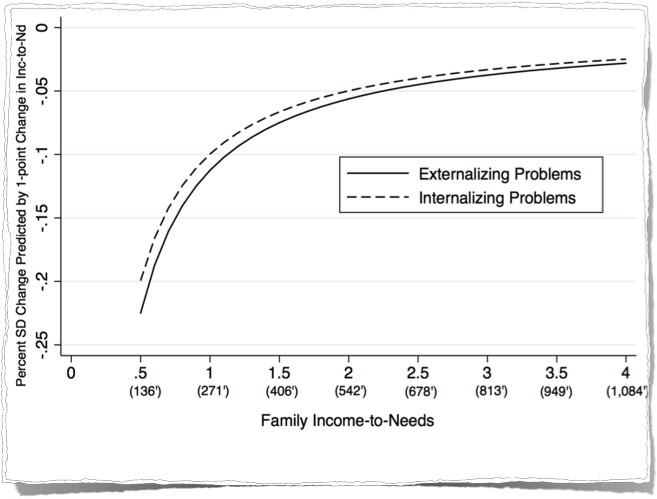 Percent SD Change Predicted by 1-point Change in Inc-to-Nd
0
-.05
-.1
-.15
-.2
-.25
Externalizing Problems
Internalizing Problems
0 .5 1 1.5 2 2.5 3 3.5 4
(136') (271') (406') (542') (678') (813') (949') (1,084')
Family Income-to-Needs